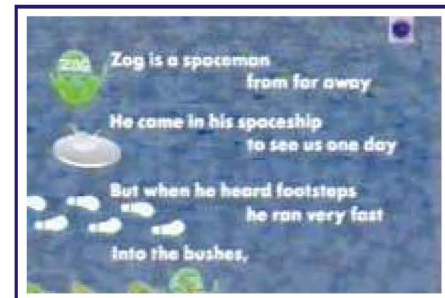 ZOG
Zog is a spaceman
from far away
He came in his spaceship
to see us one day
But when he heard footsteps
he ran very fast
Into the bushes,